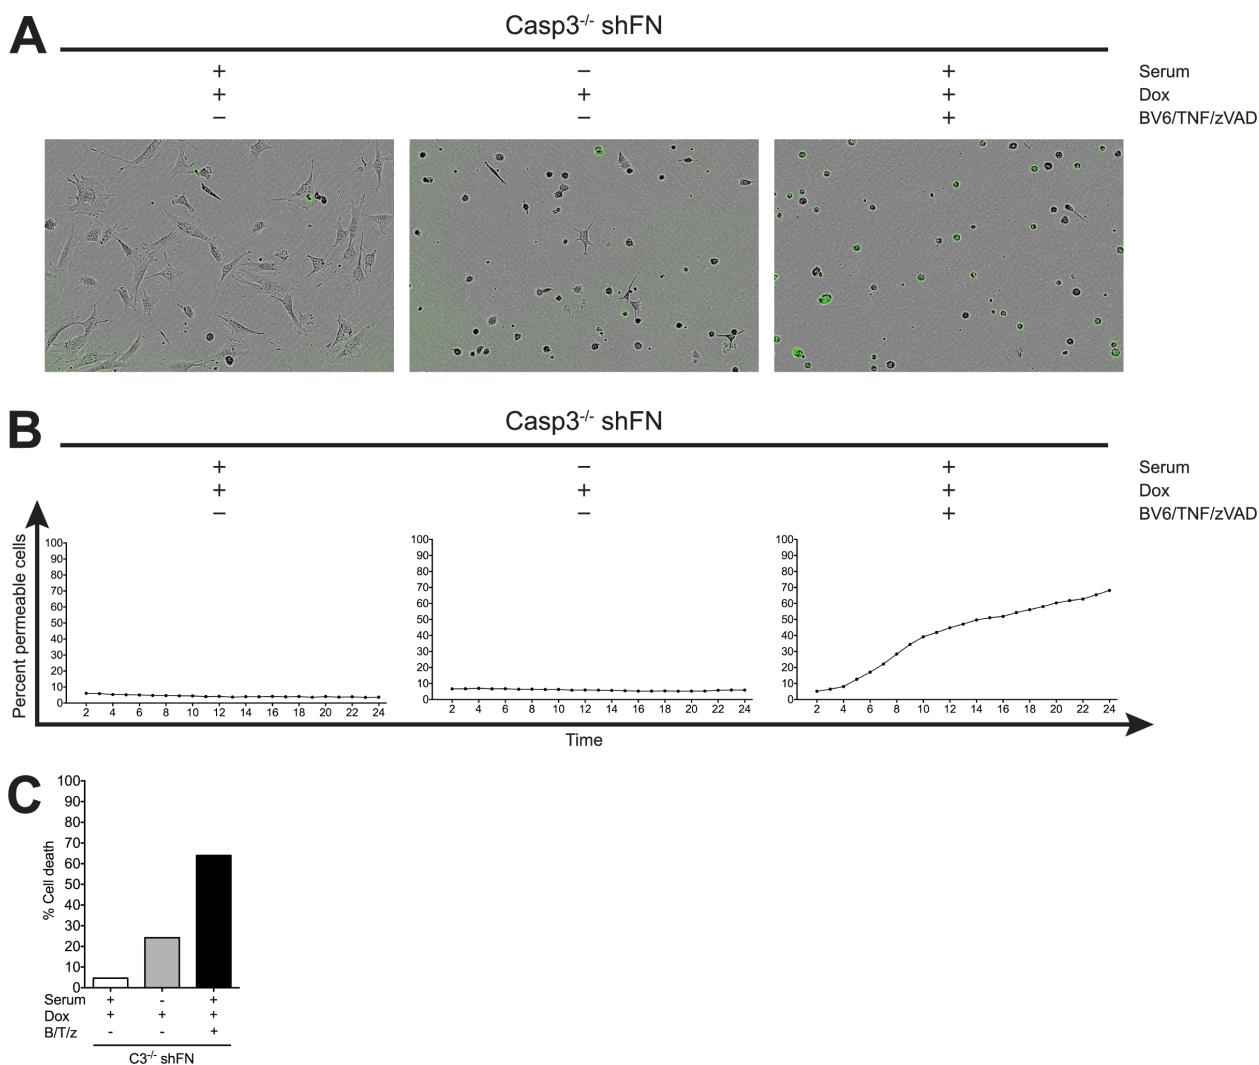 A
Casp3-/- shFN
+ − + Serum
+ + + Dox
− − + BV6/TNF/zVAD
B
Casp3-/- shFN
+ − + Serum
+ + + Dox
− − + BV6/TNF/zVAD
Percent permeable cells
100 90 80 70 60 50 40 30 20 10 0
2 4 6 8 10 12 14 16 18 20 22 24
100 90 80 70 60 50 40 30 20 10 0
2 4 6 8 10 12 14 16 18 20 22 24
100 90 80 70 60 50 40 30 20 10 0
2 4 6 8 10 12 14 16 18 20 22 24
Time
C
% Cell death
100 90 80 70 60 50 40 30 20 10 0
Serum + - +
Dox + + +
B/T/z - - +
C3-/- shFN